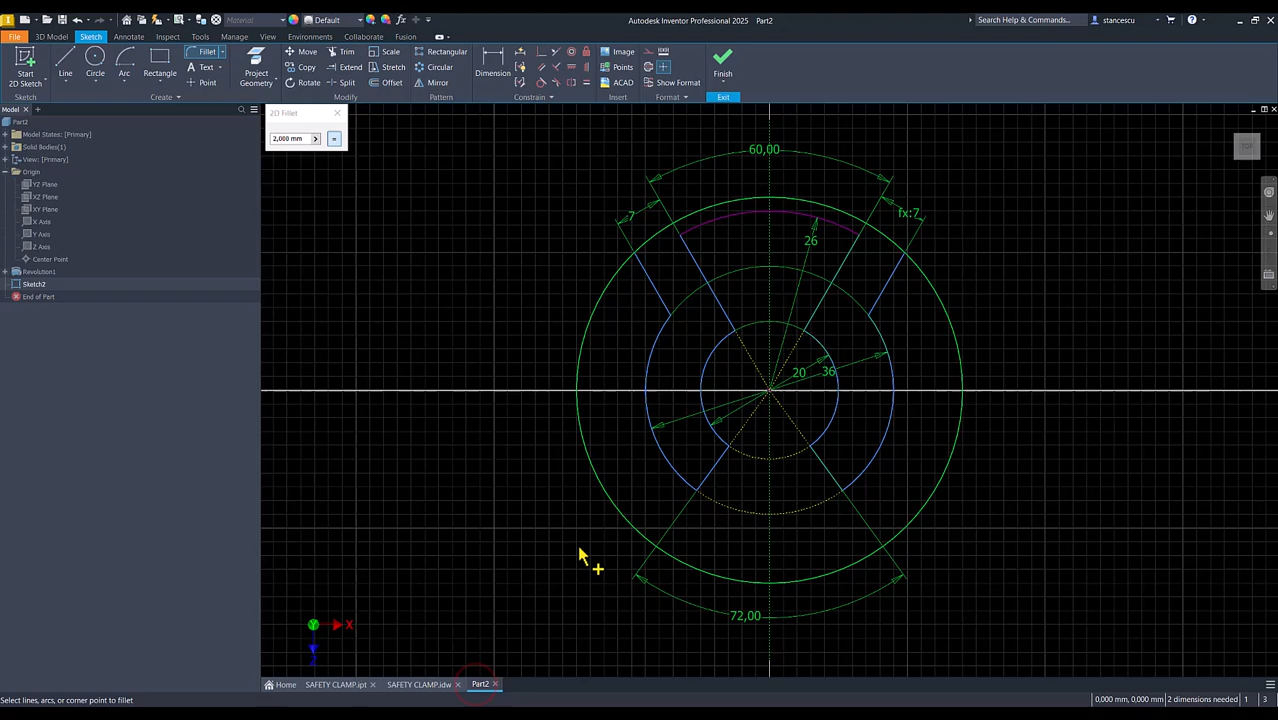 Material
Default
Autodesk Inventor Professional 2025 Part2
Search Help & Commands...
stancescu
File
3D Model
Sketch
Annotate
Inspect
Tools
Manage
View
Environments
Collaborate
Fusion
Start
2D Sketch
Line
Circle
Arc
Rectangle
Fillet
Text
Point
Project
Geometry
Move
Copy
Rotate
Trim
Extend
Split
Scale
Stretch
Offset
Rectangular
Circular
Mirror
Dimension
Image
Points
ACAD
Show Format
Finish
Sketch
Create
Modify
Pattern
Constrain
Insert
Format
Exit
Model
Part2
Model States: [Primary]
Solid Bodies(1)
View: [Primary]
Origin
YZ Plane
XZ Plane
XY Plane
X Axis
Y Axis
Z Axis
Center Point
Revolution1
Sketch2
End of Part
2D Fillet
2,000 mm
TOP
60,00
7
fx:7
26
20
36
72,00
Y
X
Z
Home
SAFETY CLAMP.ipt
SAFETY CLAMP.idw
Part2
Select lines, arcs, or corner point to fillet
0,000 mm, 0,000 mm
2 dimensions needed
1
3